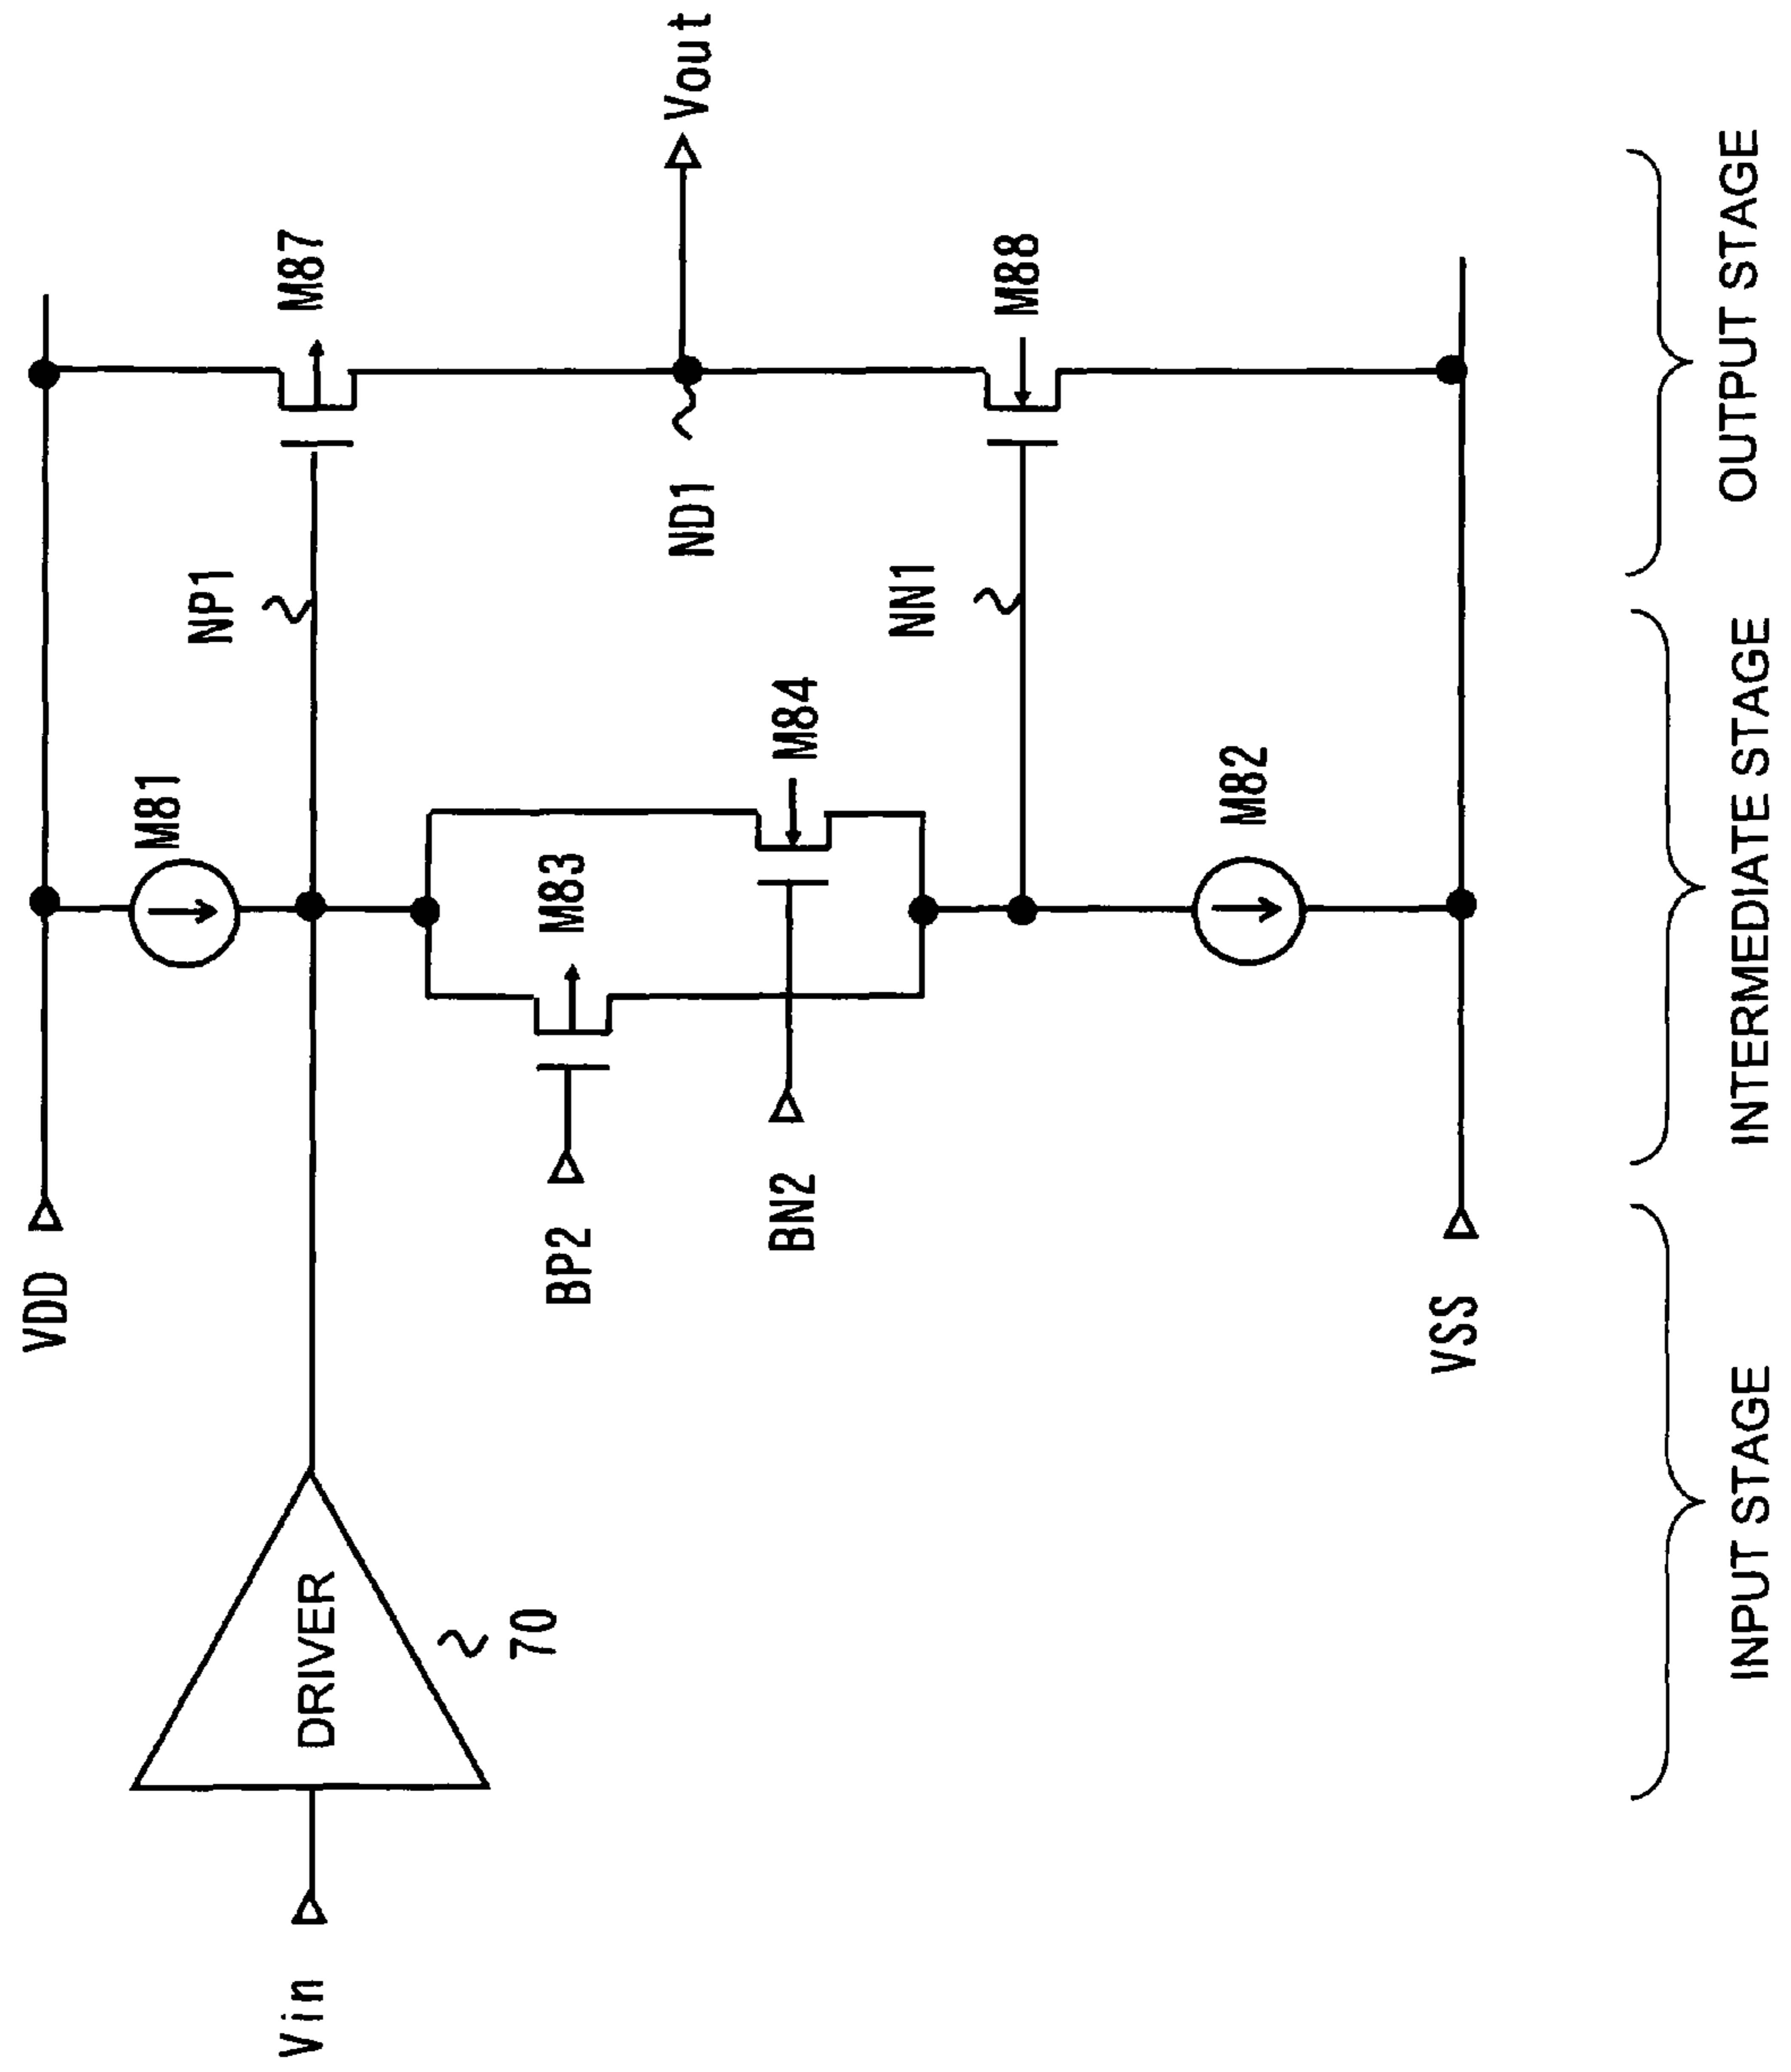 VDD
M81
NP1
M87
Vin
DRIVER
70
BP2
M83
M84
BN2
ND1
Vout
NN1
M88
M82
VSS
INPUT STAGE
INTERMEDIATE STAGE
OUTPUT STAGE